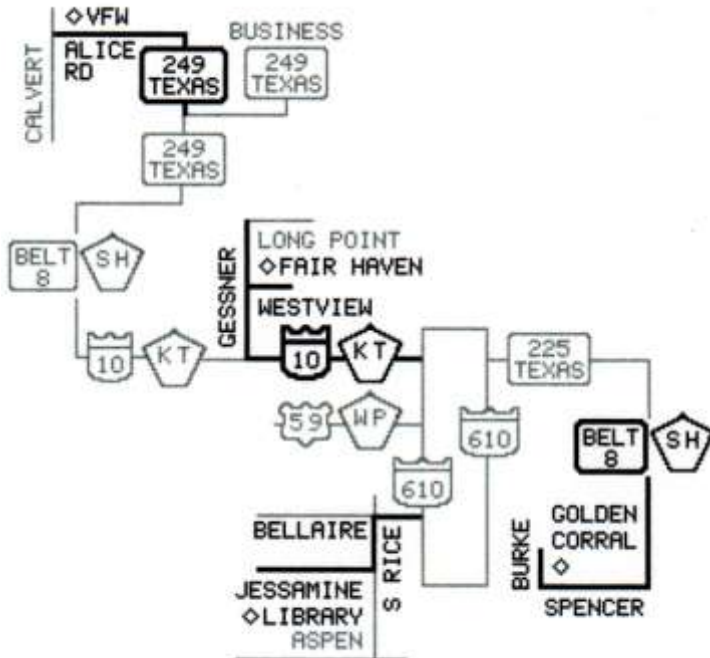 VFW
BUSINESS
CALVERT
ALICE
RD
249
TEXAS
249
TEXAS
249
TEXAS
BELT
8
SH
GESSNER
LONG POINT
FAIR HAVEN
WESTVIEW
10
KT
10
KT
225
TEXAS
59
WP
610
610
BELT
8
SH
BELLAIRE
S RICE
JESSAMINE
LIBRARY
ASPEN
BURKE
GOLDEN
CORRAL
SPENCER